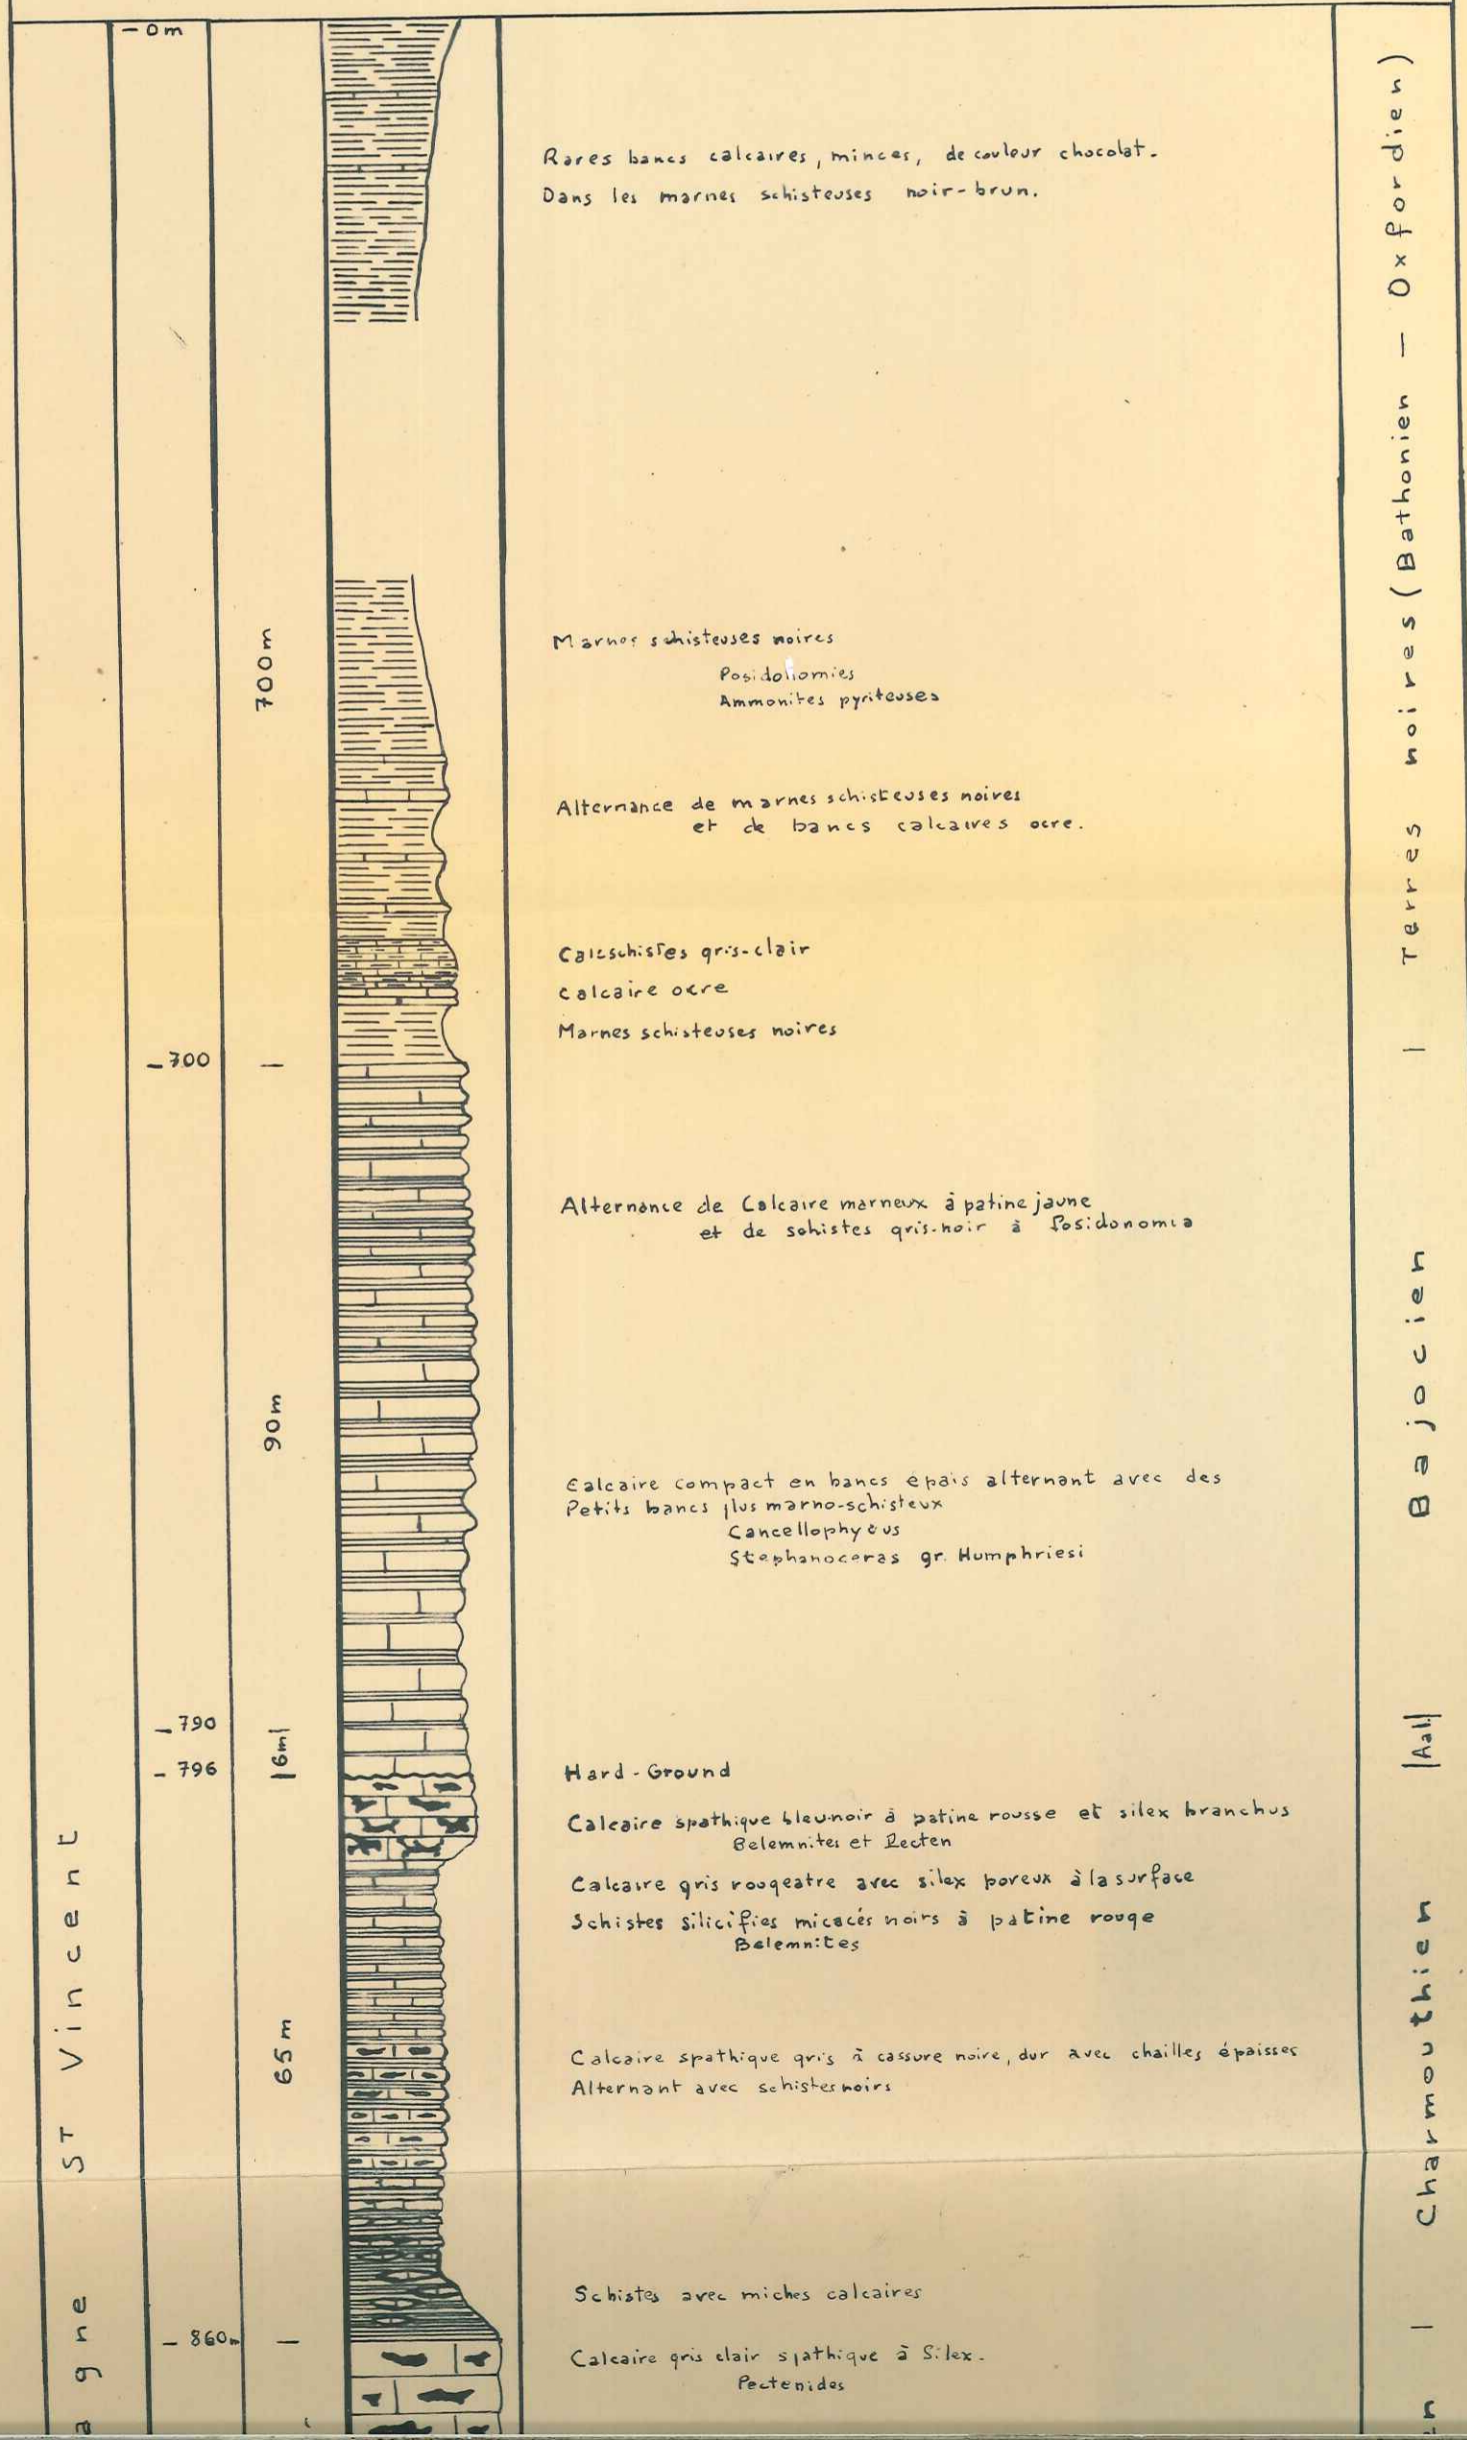 - 0m
Rares bancs calcaires, minces, de couleur chocolat.
Dans les marnes schisteuses noir-brun.
Marnes schisteuses noires
Posidonomies
Ammonites pyriteuses
700m
Alternance de marnes schisteuses noires
et de bancs calcaires ocre.
Calcschistes gris-clair
calcaire ocre
Marnes schisteuses noires
- 700
Terres noires (Bathonien - Oxfordien)
Alternance de Calcaire marneux à patine jaune
et de schistes gris-noir à Posidonomia
90m
Bajocien
Calcaire compact en bancs épais alternant avec des
Petits bancs plus marno-schisteux
Cancellophycus
Stephanoceras gr. Humphriesi
- 790
- 796
|6m|
|Aal|
Hard-Ground
Calcaire spathique bleu-noir à patine rousse et silex branchus
Belemnites et Pecten
Calcaire gris rougeatre avec silex poreux à la surface
Schistes silicifies micacés noirs à patine rouge
Belemnites
65m
Calcaire spathique gris à cassure noire, dur avec chailles épaisses
Alternant avec schistes noirs
Charmouthien
Schistes avec miches calcaires
- 860m
Calcaire gris clair spathique à Silex.
Pectenides
agne ST Vincent
en